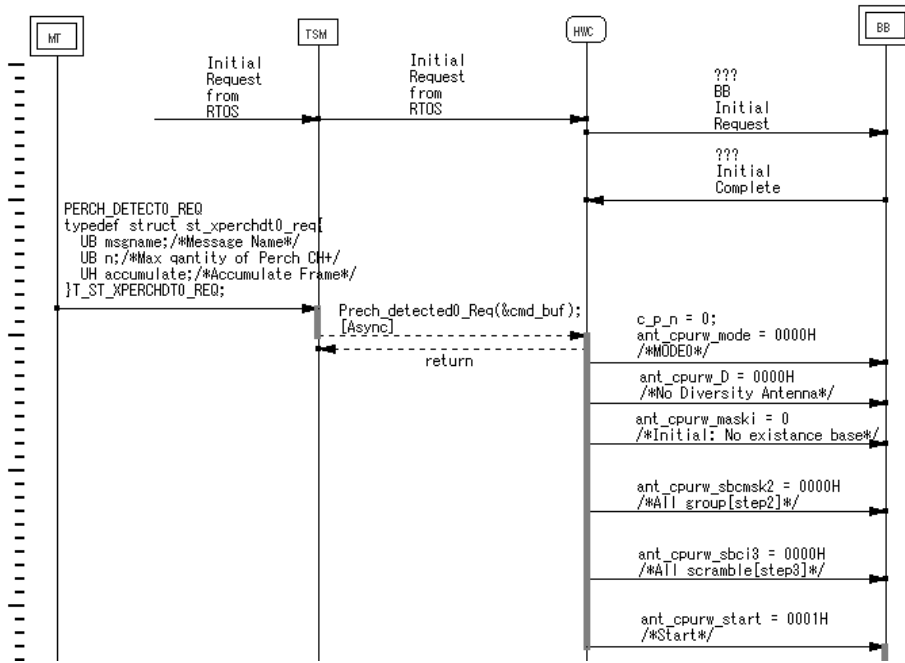 MT
TSM
HWC
BB
Initial
Request
from
RTOS
Initial
Request
from
RTOS
???
BB
Initial
Request
???
Initial
Complete
PERCH_DETECT0_REQ
typedef struct st_xperchdt0_req{
UB msgname;/*Message Name*/
UB n;/*Max qantity of Perch CH+/
UH accumulate;/*Accumulate Frame*/
}T_ST_XPERCHDT0_REQ;
Prech_detected0_Req(&cmd_buf);
[Async]
return
c_p_n = 0;
ant_cpurw_mode = 0000H
/*MODE0*/
ant_cpurw_D = 0000H
/*No Diversity Antenna*/
ant_cpurw_maski = 0
/*Initial: No existance base*/
ant_cpurw_sbcmsk2 = 0000H
/*All group[step2]*/
ant_cpurw_sbci3 = 0000H
/*All scramble[step3]*/
ant_cpurw_start = 0001H
/*Start*/